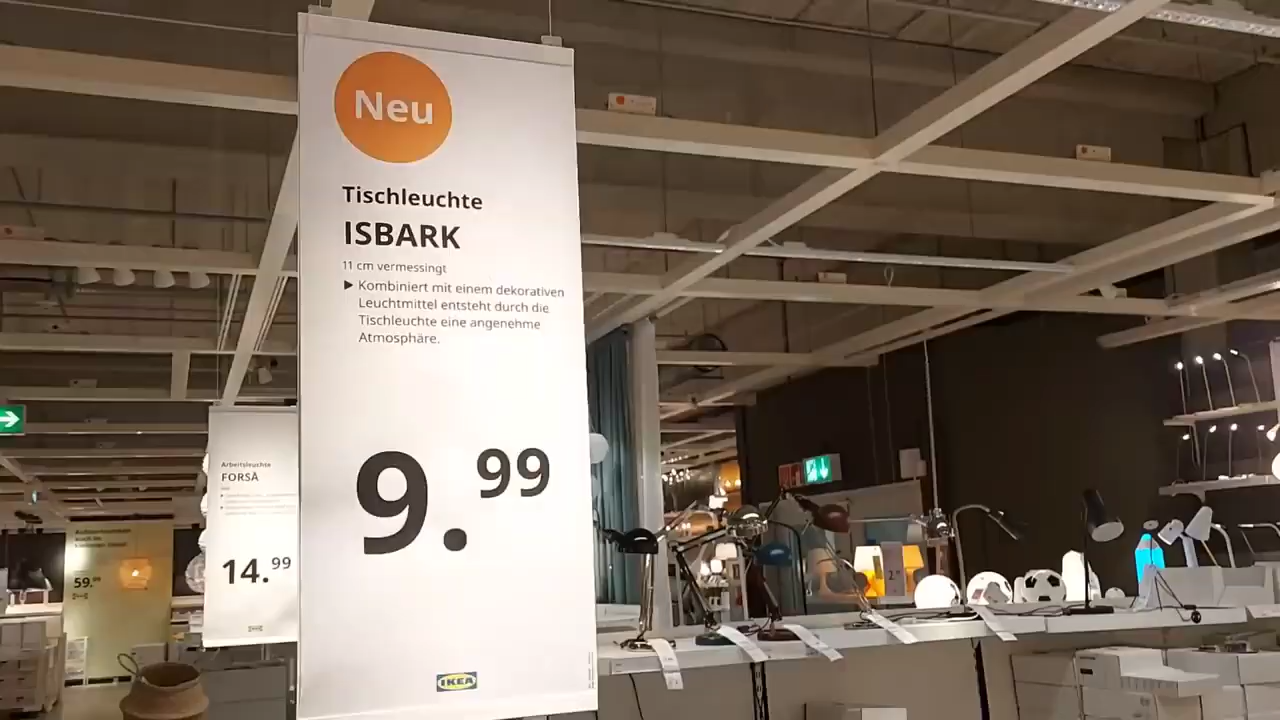 Neu
Tischleuchte
ISBARK
11 cm vermessingt
▶ Kombiniert mit einem dekorativen
Leuchtmittel entsteht durch die
Tischleuchte eine angenehme
Atmosphäre.
9.99
IKEA
Arbeitsleuchte
FORSÅ
14.99
IKEA
59.99